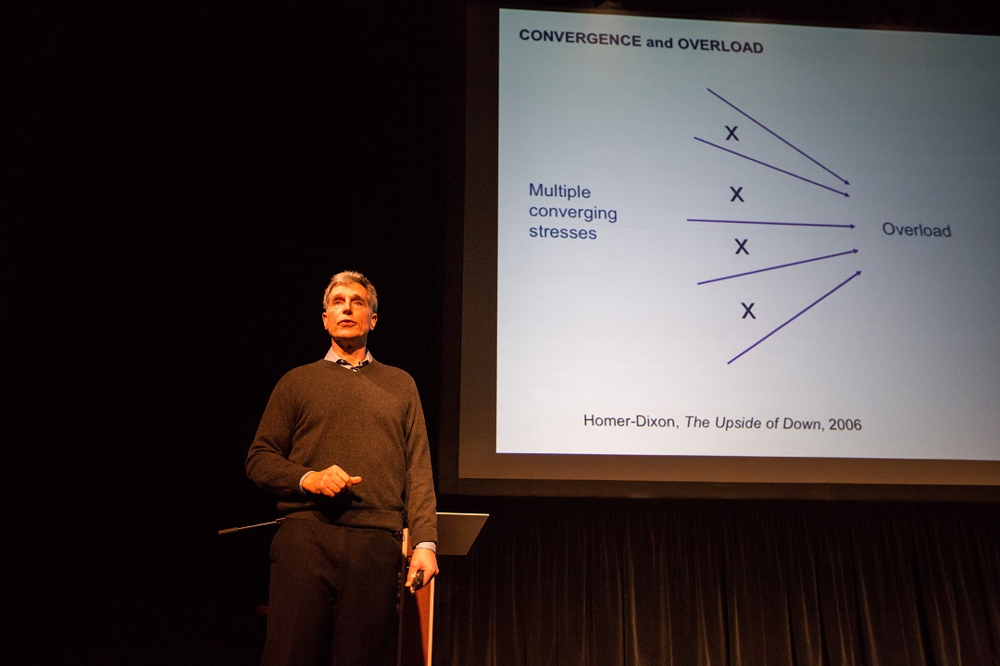 CONVERGENCE and OVERLOAD
X
X
Multiple
converging
stresses
Overload
X
X
Homer-Dixon, The Upside of Down, 2006